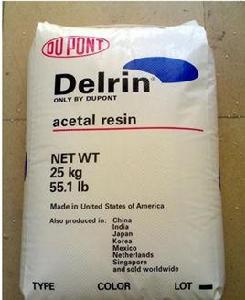 DU PONT
Delrin®
ONLY BY DUPONT
acetal resin
NET WT
25 kg
55.1 lb
Made in United States of America
Also produced in: China
India
Japan
Korea
Mexico
Netherlands
Singapore
and sold worldwide
TYPE COLOR LOT